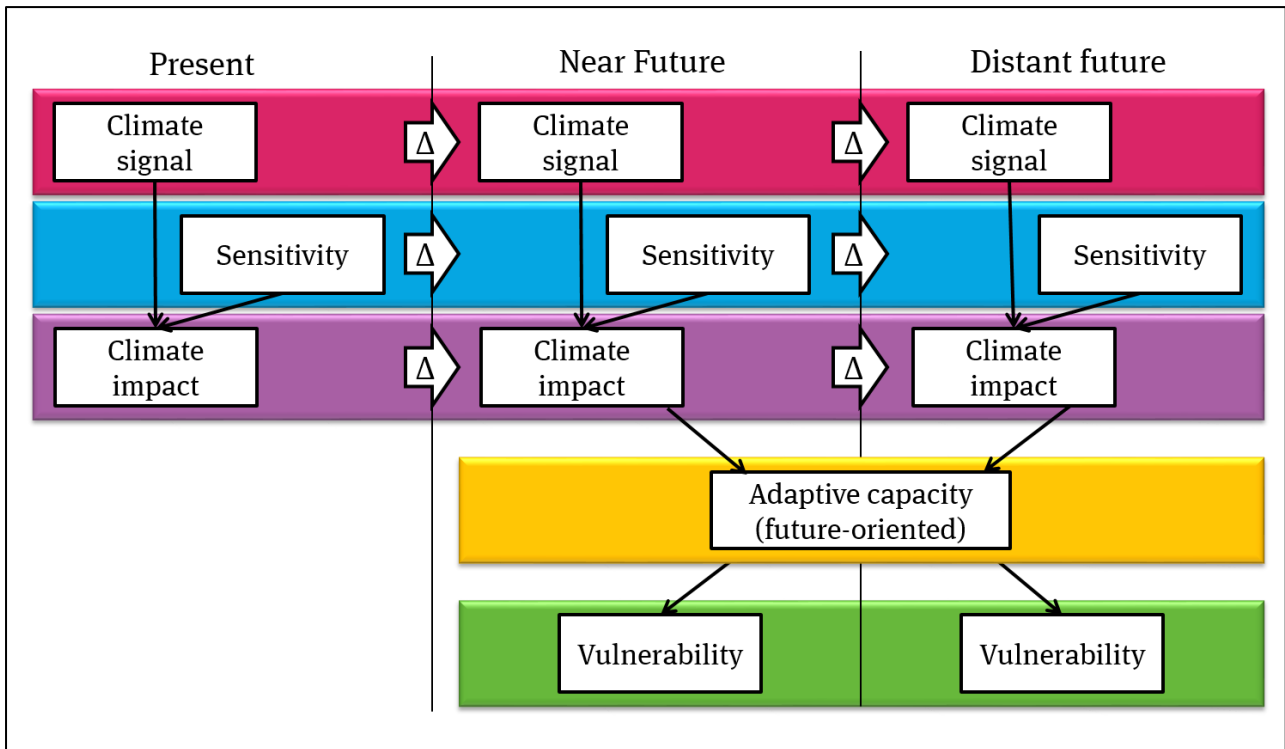 Present
Near Future
Distant future
Climate
signal
Δ
Climate
signal
Δ
Climate
signal
Sensitivity
Δ
Sensitivity
Δ
Sensitivity
Climate
impact
Δ
Climate
impact
Δ
Climate
impact
Adaptive capacity
(future-oriented)
Vulnerability
Vulnerability